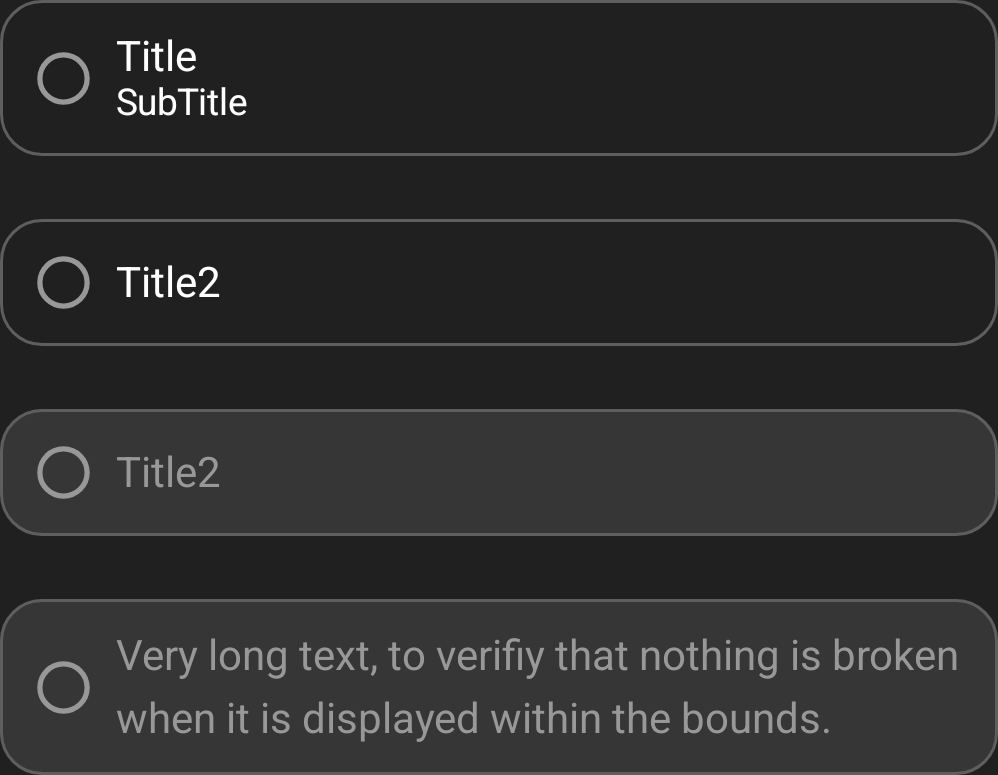 Title
SubTitle
Title2
Title2
Very long text, to verifiy that nothing is broken
when it is displayed within the bounds.